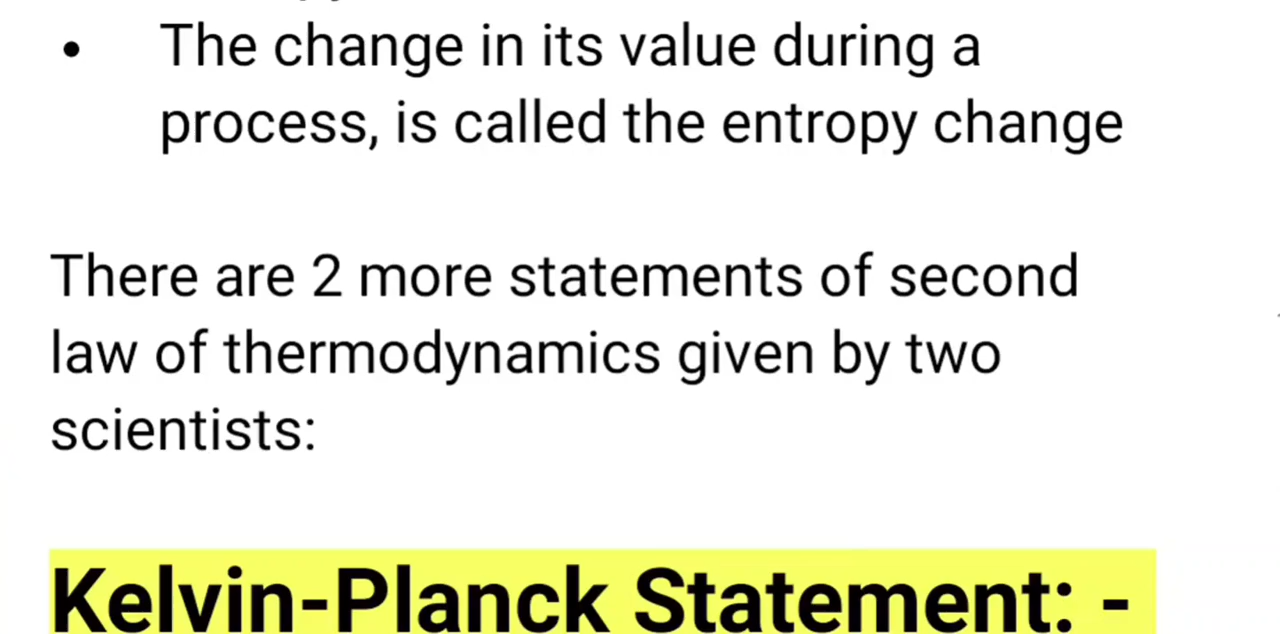 • The change in its value during a
process, is called the entropy change
There are 2 more statements of second
law of thermodynamics given by two
scientists:
Kelvin-Planck Statement: -